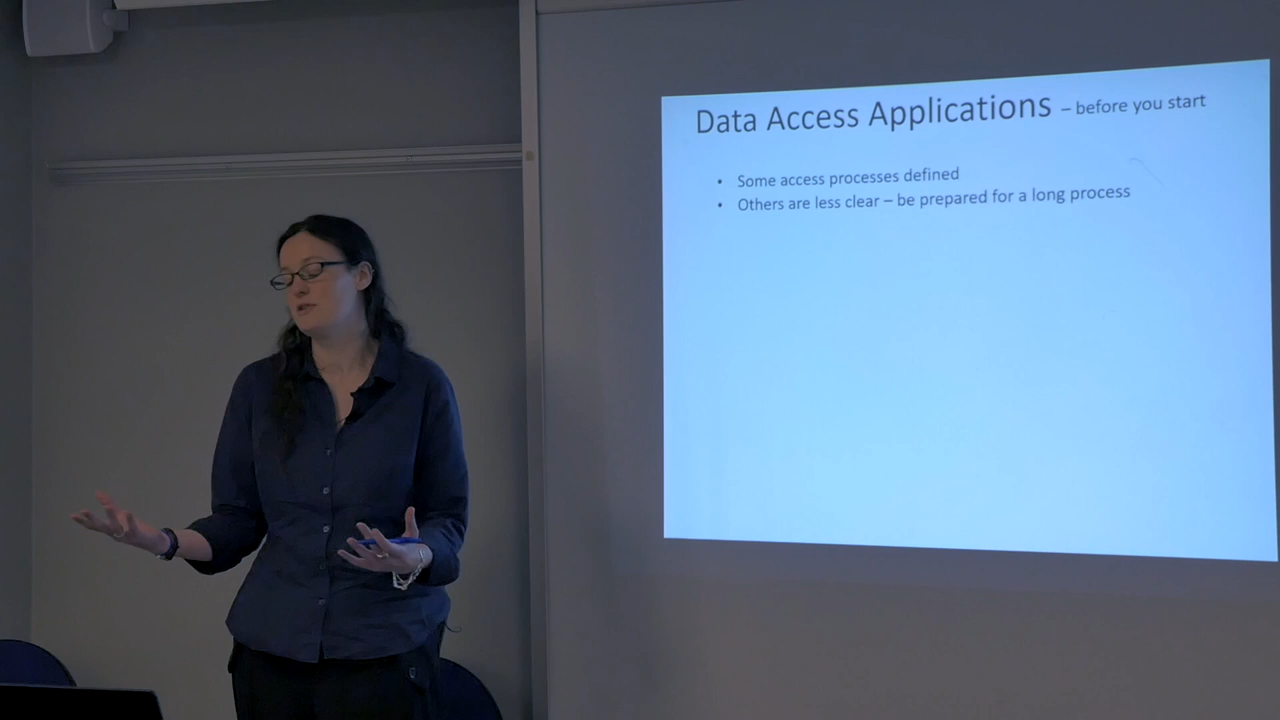 Data Access Applications – before you start
• Some access processes defined
• Others are less clear – be prepared for a long process